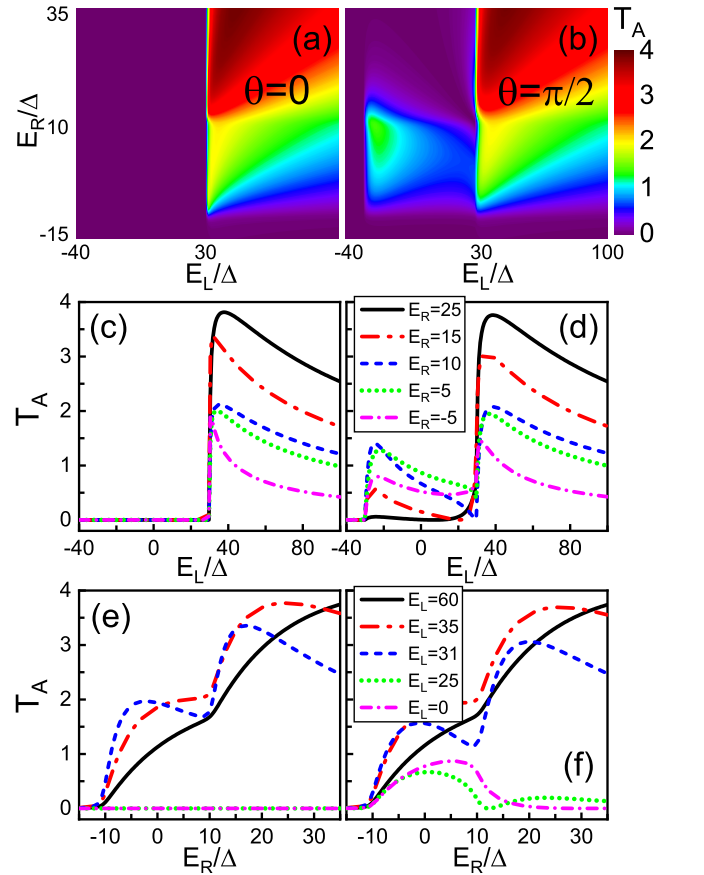 35 (a) (b) T_A
4
θ=0 θ=π/2
3
E_R/Δ
10
2
1
-15 0
-40 30 -40 30 100
E_L/Δ E_L/Δ
4 (c) E_R=25 (d)
E_R=15
3 E_R=10
T_A E_R=5
2 E_R=-5
1
0
-40 0 40 80 -40 0 40 80
E_L/Δ E_L/Δ
4 (e) E_L=60
E_L=35
3 E_L=31
T_A E_L=25
2 E_L=0
1 (f)
0
-10 0 10 20 30 -10 0 10 20 30
E_R/Δ E_R/Δ